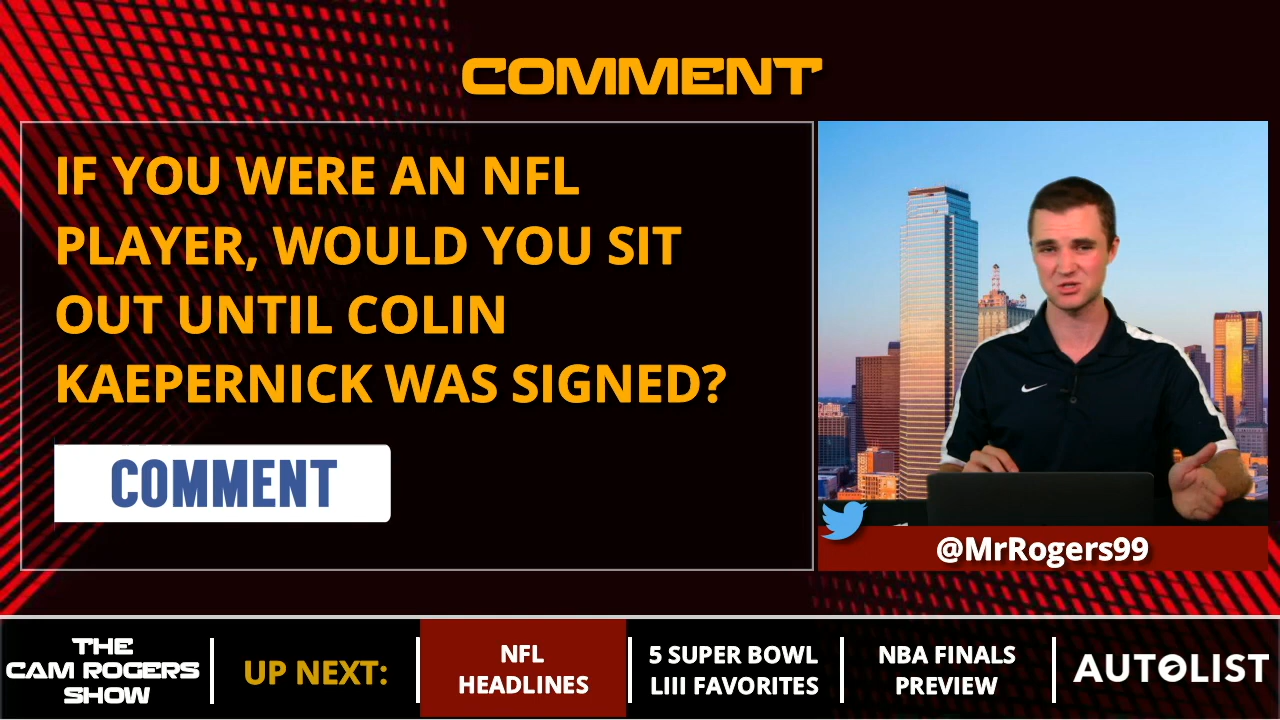 COMMENT
IF YOU WERE AN NFL
PLAYER, WOULD YOU SIT
OUT UNTIL COLIN
KAEPERNICK WAS SIGNED?
COMMENT
@MrRogers99
THE
CAM ROGERS
SHOW
UP NEXT:
NFL
HEADLINES
5 SUPER BOWL
LIII FAVORITES
NBA FINALS
PREVIEW
AUTOLIST